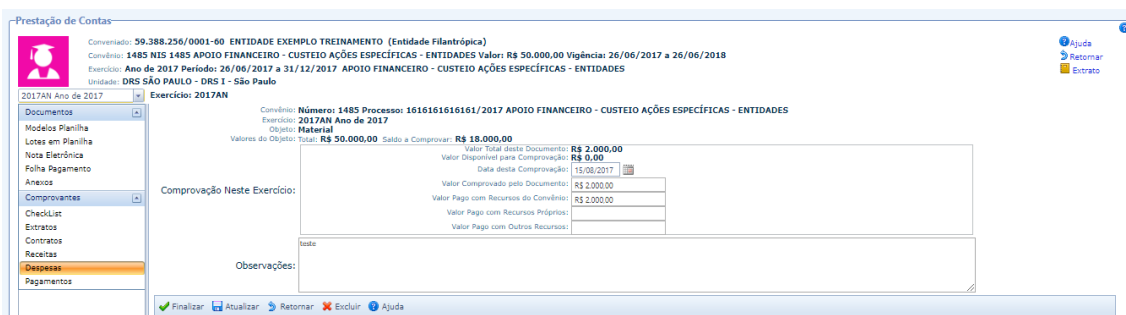 Prestação de Contas
Conveniado: 59.388.256/0001-60 ENTIDADE EXEMPLO TREINAMENTO (Entidade Filantrópica)
Convênio: 1485 NIS 1485 APOIO FINANCEIRO - CUSTEIO AÇÕES ESPECÍFICAS - ENTIDADES Valor: R$ 50.000,00 Vigência: 26/06/2017 a 26/06/2018
Exercício: Ano de 2017 Período: 26/06/2017 a 31/12/2017 APOIO FINANCEIRO - CUSTEIO AÇÕES ESPECÍFICAS - ENTIDADES
Unidade: DRS SÃO PAULO - DRS I - São Paulo
Ajuda
Retornar
Extrato
2017AN Ano de 2017
Exercício: 2017AN
Documentos
Modelos Planilha
Lotes em Planilha
Nota Eletrônica
Folha Pagamento
Anexos
Comprovantes
CheckList
Extratos
Contratos
Receitas
Despesas
Pagamentos
Convênio: Número: 1485 Processo: 1616161616161/2017 APOIO FINANCEIRO - CUSTEIO AÇÕES ESPECÍFICAS - ENTIDADES
Exercício: 2017AN Ano de 2017
Objeto: Material
Valores do Objeto: Total: R$ 50.000,00 Saldo a Comprovar: R$ 18.000,00
Comprovação Neste Exercício:
Valor Total deste Documento: R$ 2.000,00
Valor Disponível para Comprovação: R$ 0,00
Data desta Comprovação: 15/08/2017
Valor Comprovado pelo Documento: R$ 2.000,00
Valor Pago com Recursos do Convênio: R$ 2.000,00
Valor Pago com Recursos Próprios:
Valor Pago com Outros Recursos:
Observações: teste
Finalizar Atualizar Retornar Excluir Ajuda